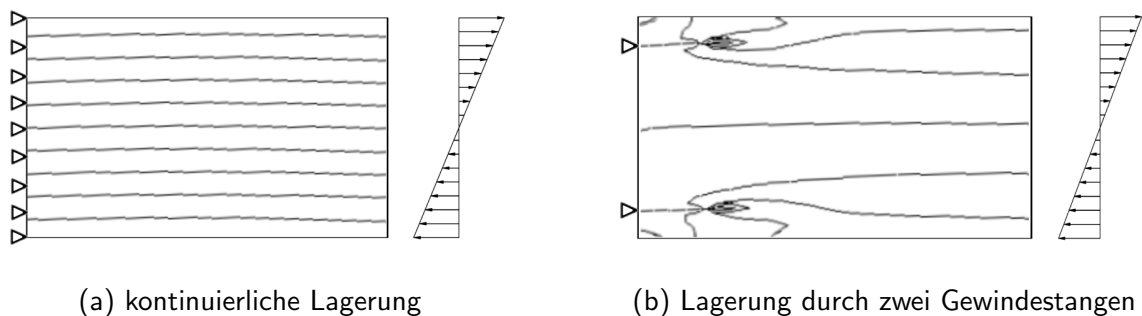 (a) kontinuierliche Lagerung
(b) Lagerung durch zwei Gewindestangen